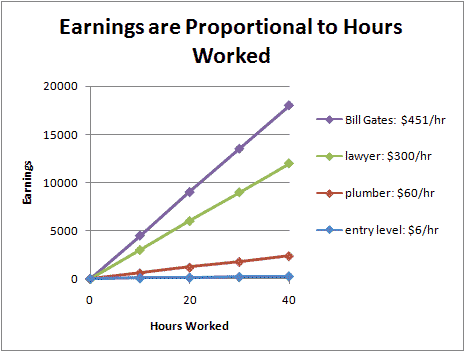 Earnings are Proportional to Hours
Worked
20000
15000
10000
5000
0
0
20
40
Earnings
Hours Worked
Bill Gates: $451/hr
lawyer: $300/hr
plumber: $60/hr
entry level: $6/hr